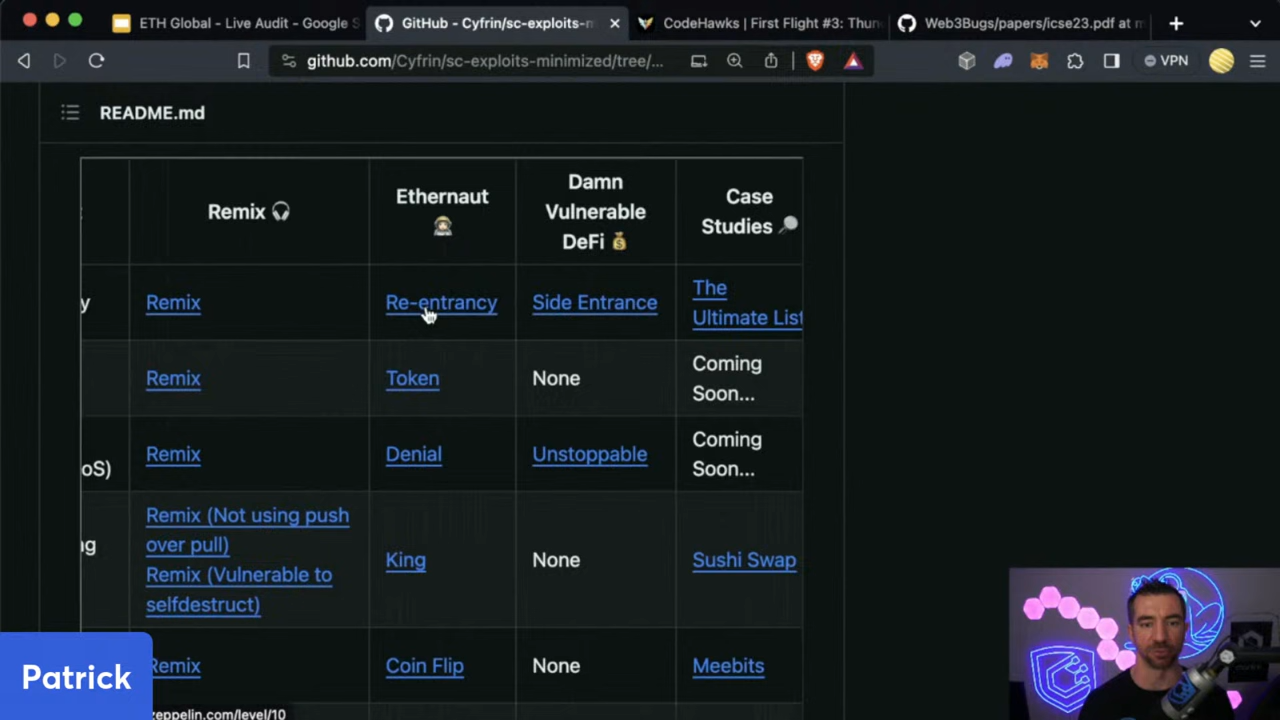 ETH Global - Live Audit - Google S
GitHub - Cyfrin/sc-exploits-m
CodeHawks | First Flight #3: Thun
Web3Bugs/papers/icse23.pdf at m
github.com/Cyfrin/sc-exploits-minimized/tree/...
VPN
README.md
Remix
Ethernaut
Damn
Vulnerable
DeFi
Case
Studies
y
Remix
Re-entrancy
Side Entrance
The
Ultimate List
Remix
Token
None
Coming
Soon...
oS)
Remix
Denial
Unstoppable
Coming
Soon...
ng
Remix (Not using push
over pull)
Remix (Vulnerable to
selfdestruct)
King
None
Sushi Swap
Remix
Coin Flip
None
Meebits
Patrick
zeppelin.com/level/10